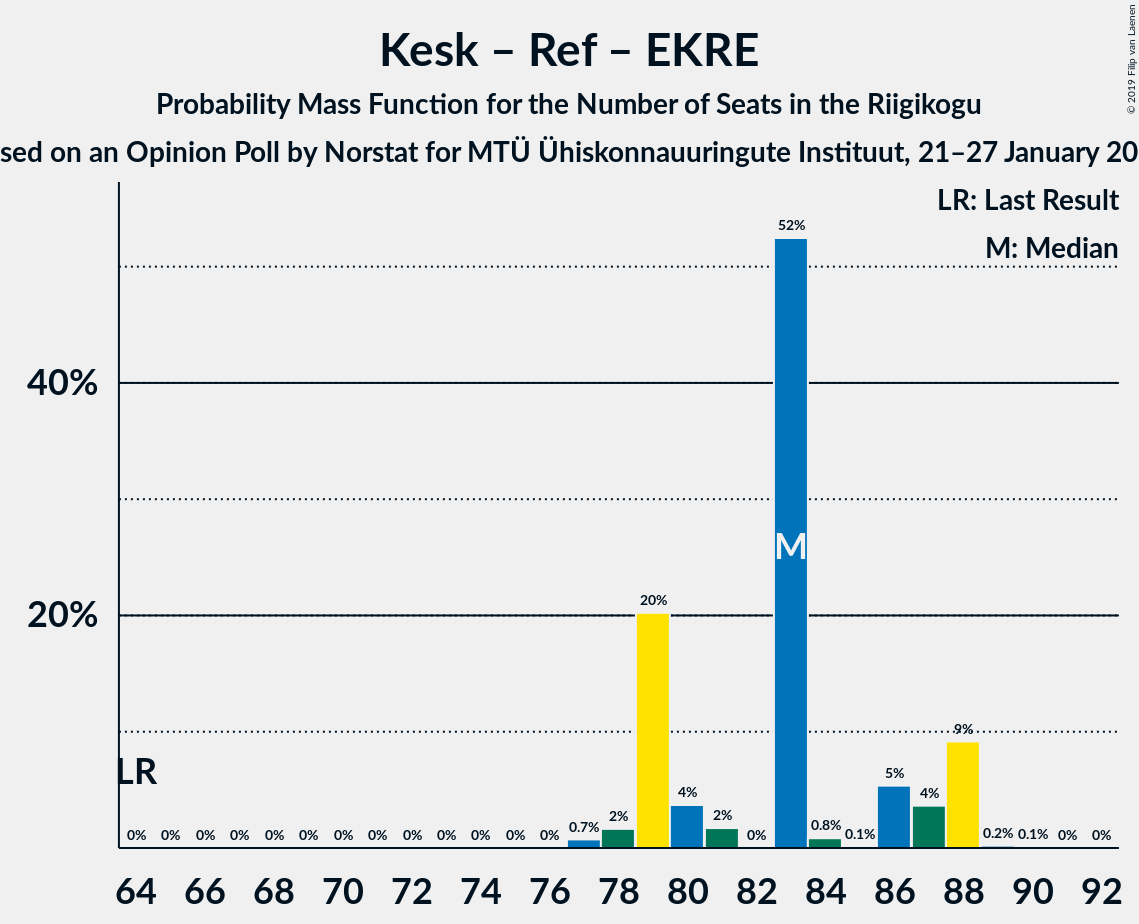 Kesk – Ref – EKRE
Probability Mass Function for the Number of Seats in the Riigikogu
sed on an Opinion Poll by Norstat for MTÜ Ühiskonnauuringute Instituut, 21–27 January 20
© 2019 Filip van Laenen
LR: Last Result
M: Median
52%
40%
M
20%
20%
9%
LR
5%
4% 4%
2% 2%
0.7% 0.8%
0% 0% 0% 0% 0% 0% 0% 0% 0% 0% 0% 0% 0% 0% 0.1% 0.2% 0.1% 0% 0%
64 66 68 70 72 74 76 78 80 82 84 86 88 90 92